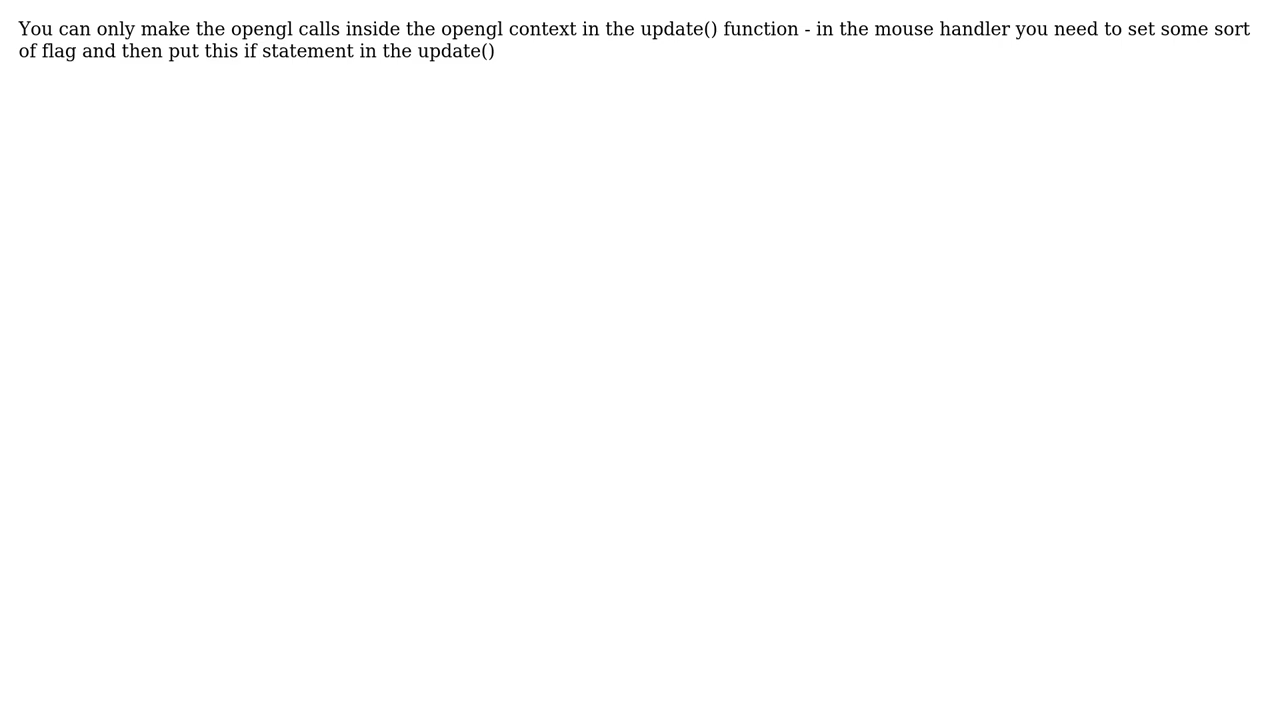 You can only make the opengl calls inside the opengl context in the update() function - in the mouse handler you need to set some sort
of flag and then put this if statement in the update()